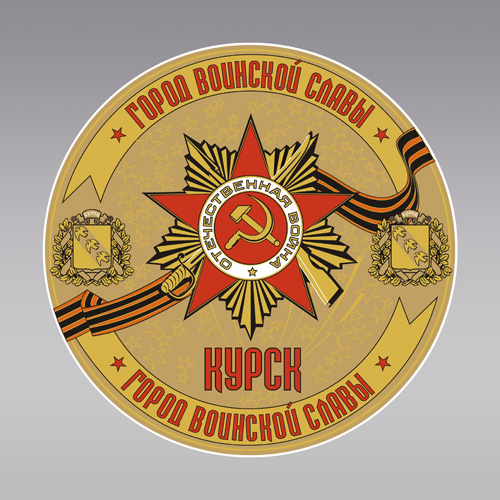 ГОРОД ВОИНСКОЙ СЛАВЫ
ОТЕЧЕСТВЕННАЯ ВОЙНА
КУРСК
ГОРОД ВОИНСКОЙ СЛАВЫ